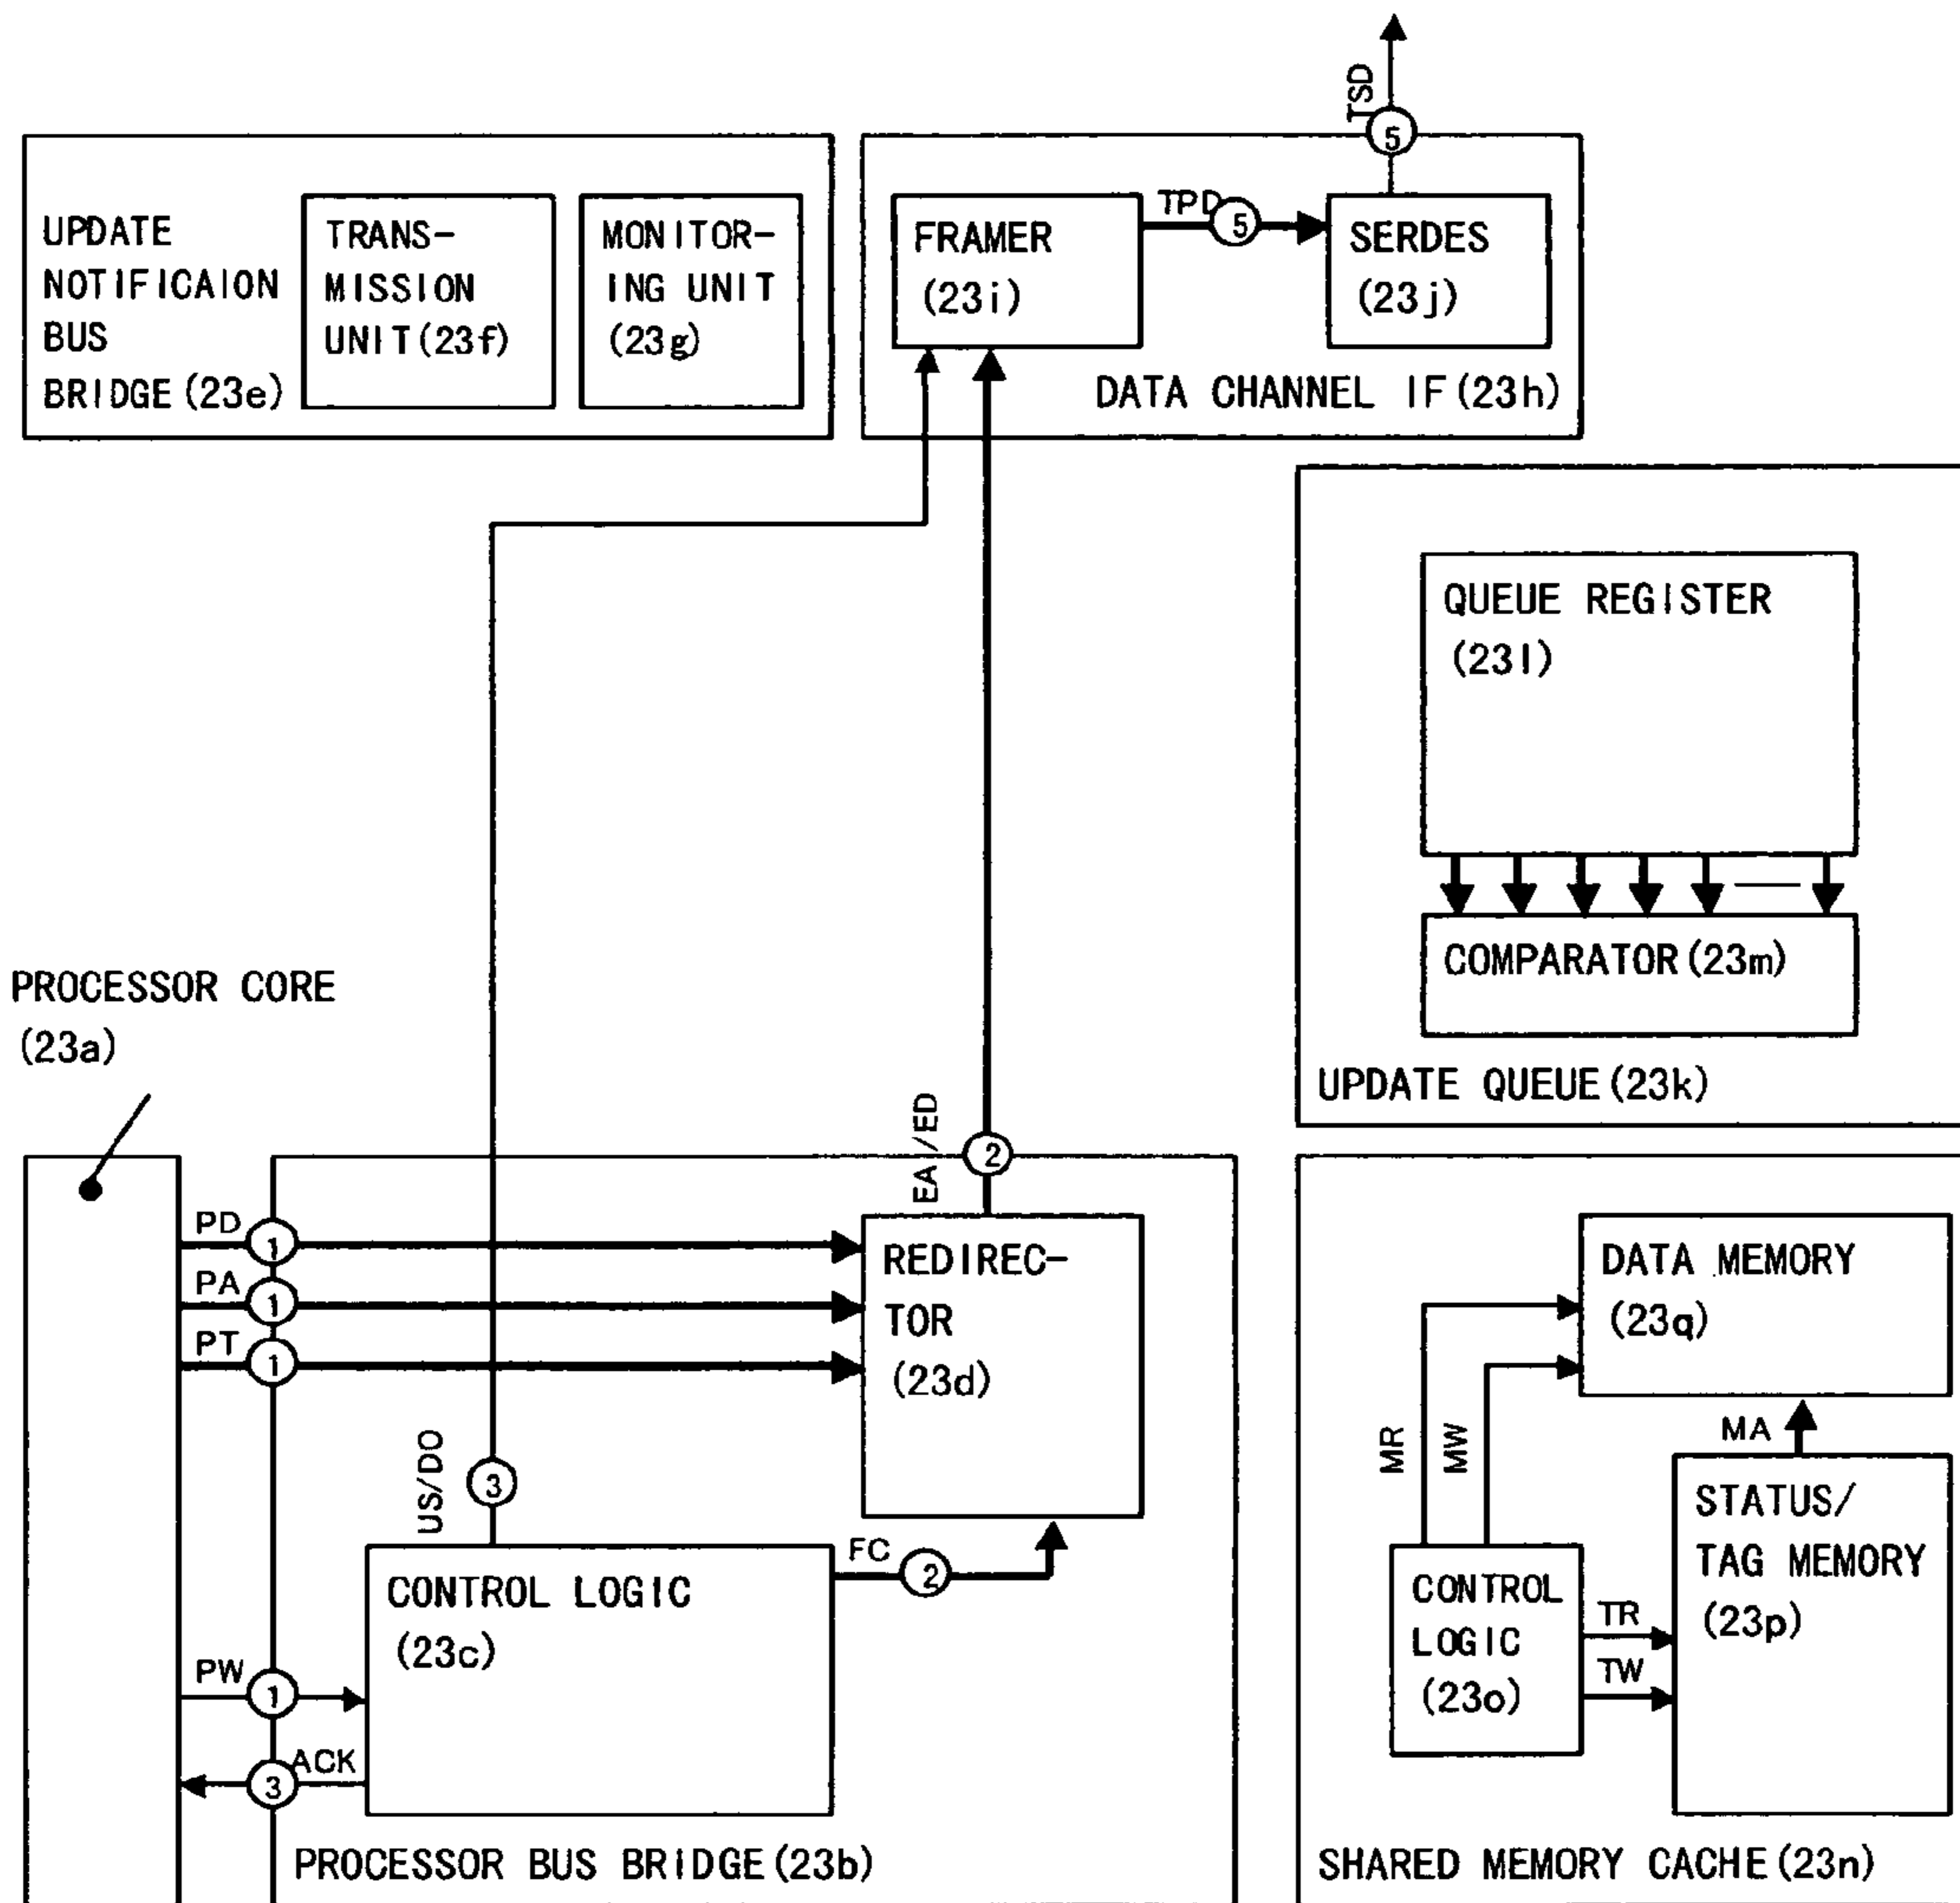 TSD
5
UPDATE
NOTIFICAION
BUS
BRIDGE(23e)
TRANS-
MISSION
UNIT(23f)
MONITOR-
ING UNIT
(23g)
FRAMER
(23i)
TPD
5
SERDES
(23j)
DATA CHANNEL IF(23h)
QUEUE REGISTER
(23l)
COMPARATOR(23m)
UPDATE QUEUE(23k)
PROCESSOR CORE
(23a)
EA/ED
2
PD
1
PA
1
PT
1
REDIREC-
TOR
(23d)
US/DO
3
FC
2
CONTROL LOGIC
(23c)
PW
1
ACK
3
PROCESSOR BUS BRIDGE(23b)
DATA MEMORY
(23q)
MR
MW
MA
STATUS/
TAG MEMORY
(23p)
CONTROL
LOGIC
(23o)
TR
TW
SHARED MEMORY CACHE(23n)